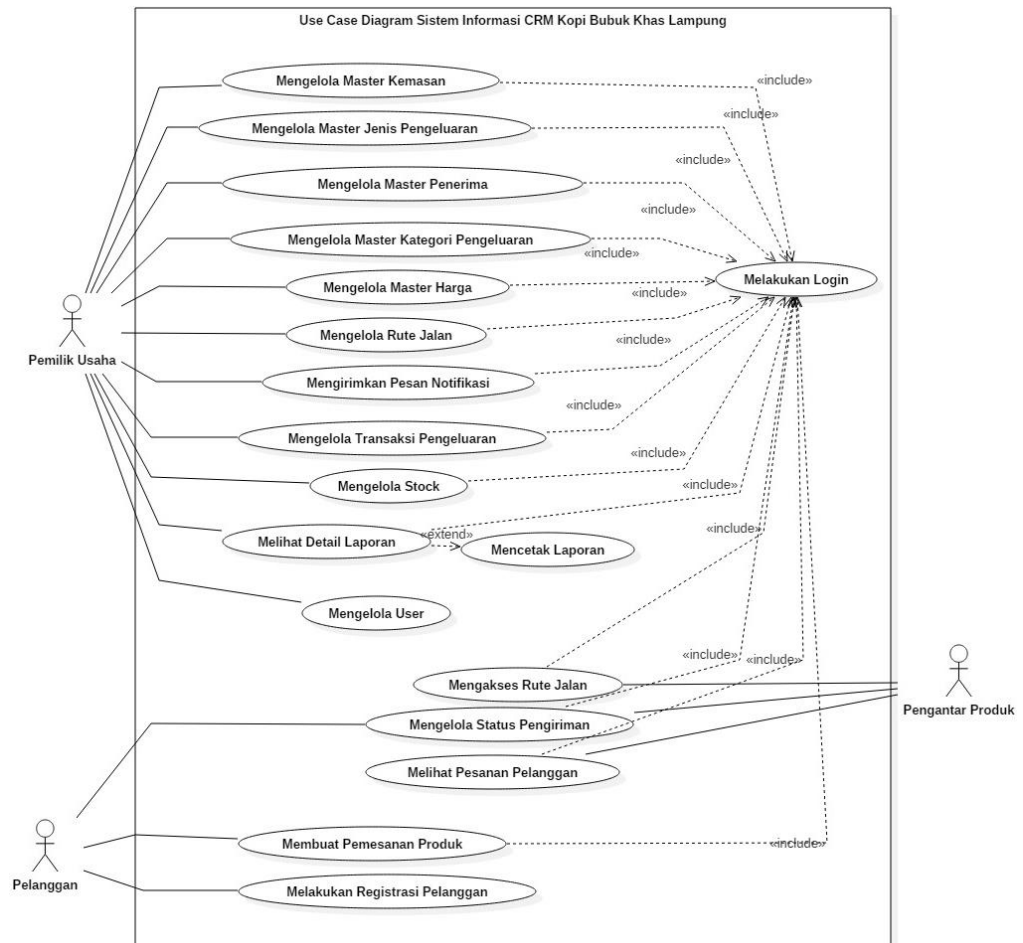 Use Case Diagram Sistem Informasi CRM Kopi Bubuk Khas Lampung
Mengelola Master Kemasan
«include»
Mengelola Master Jenis Pengeluaran
«include»
Mengelola Master Penerima
«include»
Mengelola Master Kategori Pengeluaran
«include»
Melakukan Login
Mengelola Master Harga
«include»
Mengelola Rute Jalan
«include»
Pemilik Usaha
Mengirimkan Pesan Notifikasi
«include»
Mengelola Transaksi Pengeluaran
«include»
Mengelola Stock
«include»
Melihat Detail Laporan
«extend»
Mencetak Laporan
«include»
Mengelola User
«include»
«include»
Mengakses Rute Jalan
Pengantar Produk
Mengelola Status Pengiriman
Melihat Pesanan Pelanggan
Membuat Pemesanan Produk
«include»
Pelanggan
Melakukan Registrasi Pelanggan